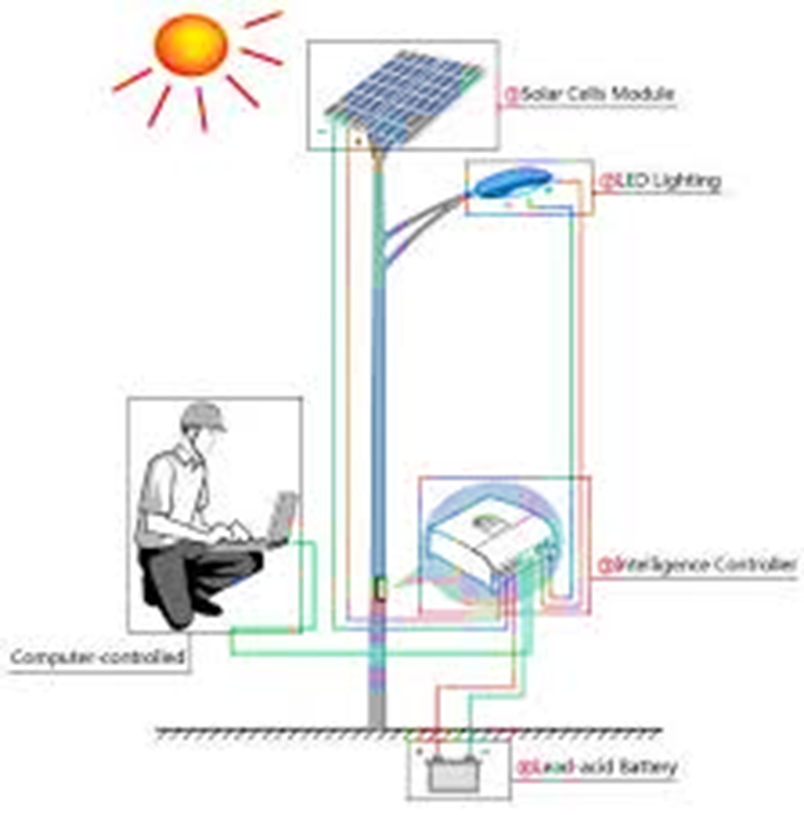 Solar Cells Module
LED Lighting
Intelligence Controller
Computer-controlled
Lead-acid Battery